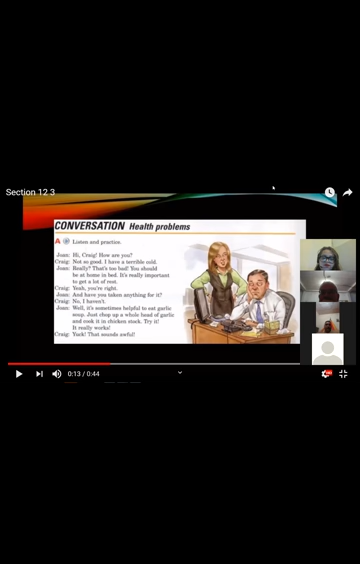 Section 12 3
CONVERSATION Health problems
A Listen and practice.
Joan: Hi, Craig! How are you?
Craig: Not so good. I have a terrible cold.
Joan: Really? That's too bad! You should
be at home in bed. It's really important
to get a lot of rest.
Craig: Yeah, you're right.
Joan: And have you taken anything for it?
Craig: No, I haven't.
Joan: Well, it's sometimes helpful to eat garlic
soup. Just chop up a whole head of garlic
and cook it in chicken stock. Try it!
It really works!
Craig: Yuck! That sounds awful!
0:13 / 0:44